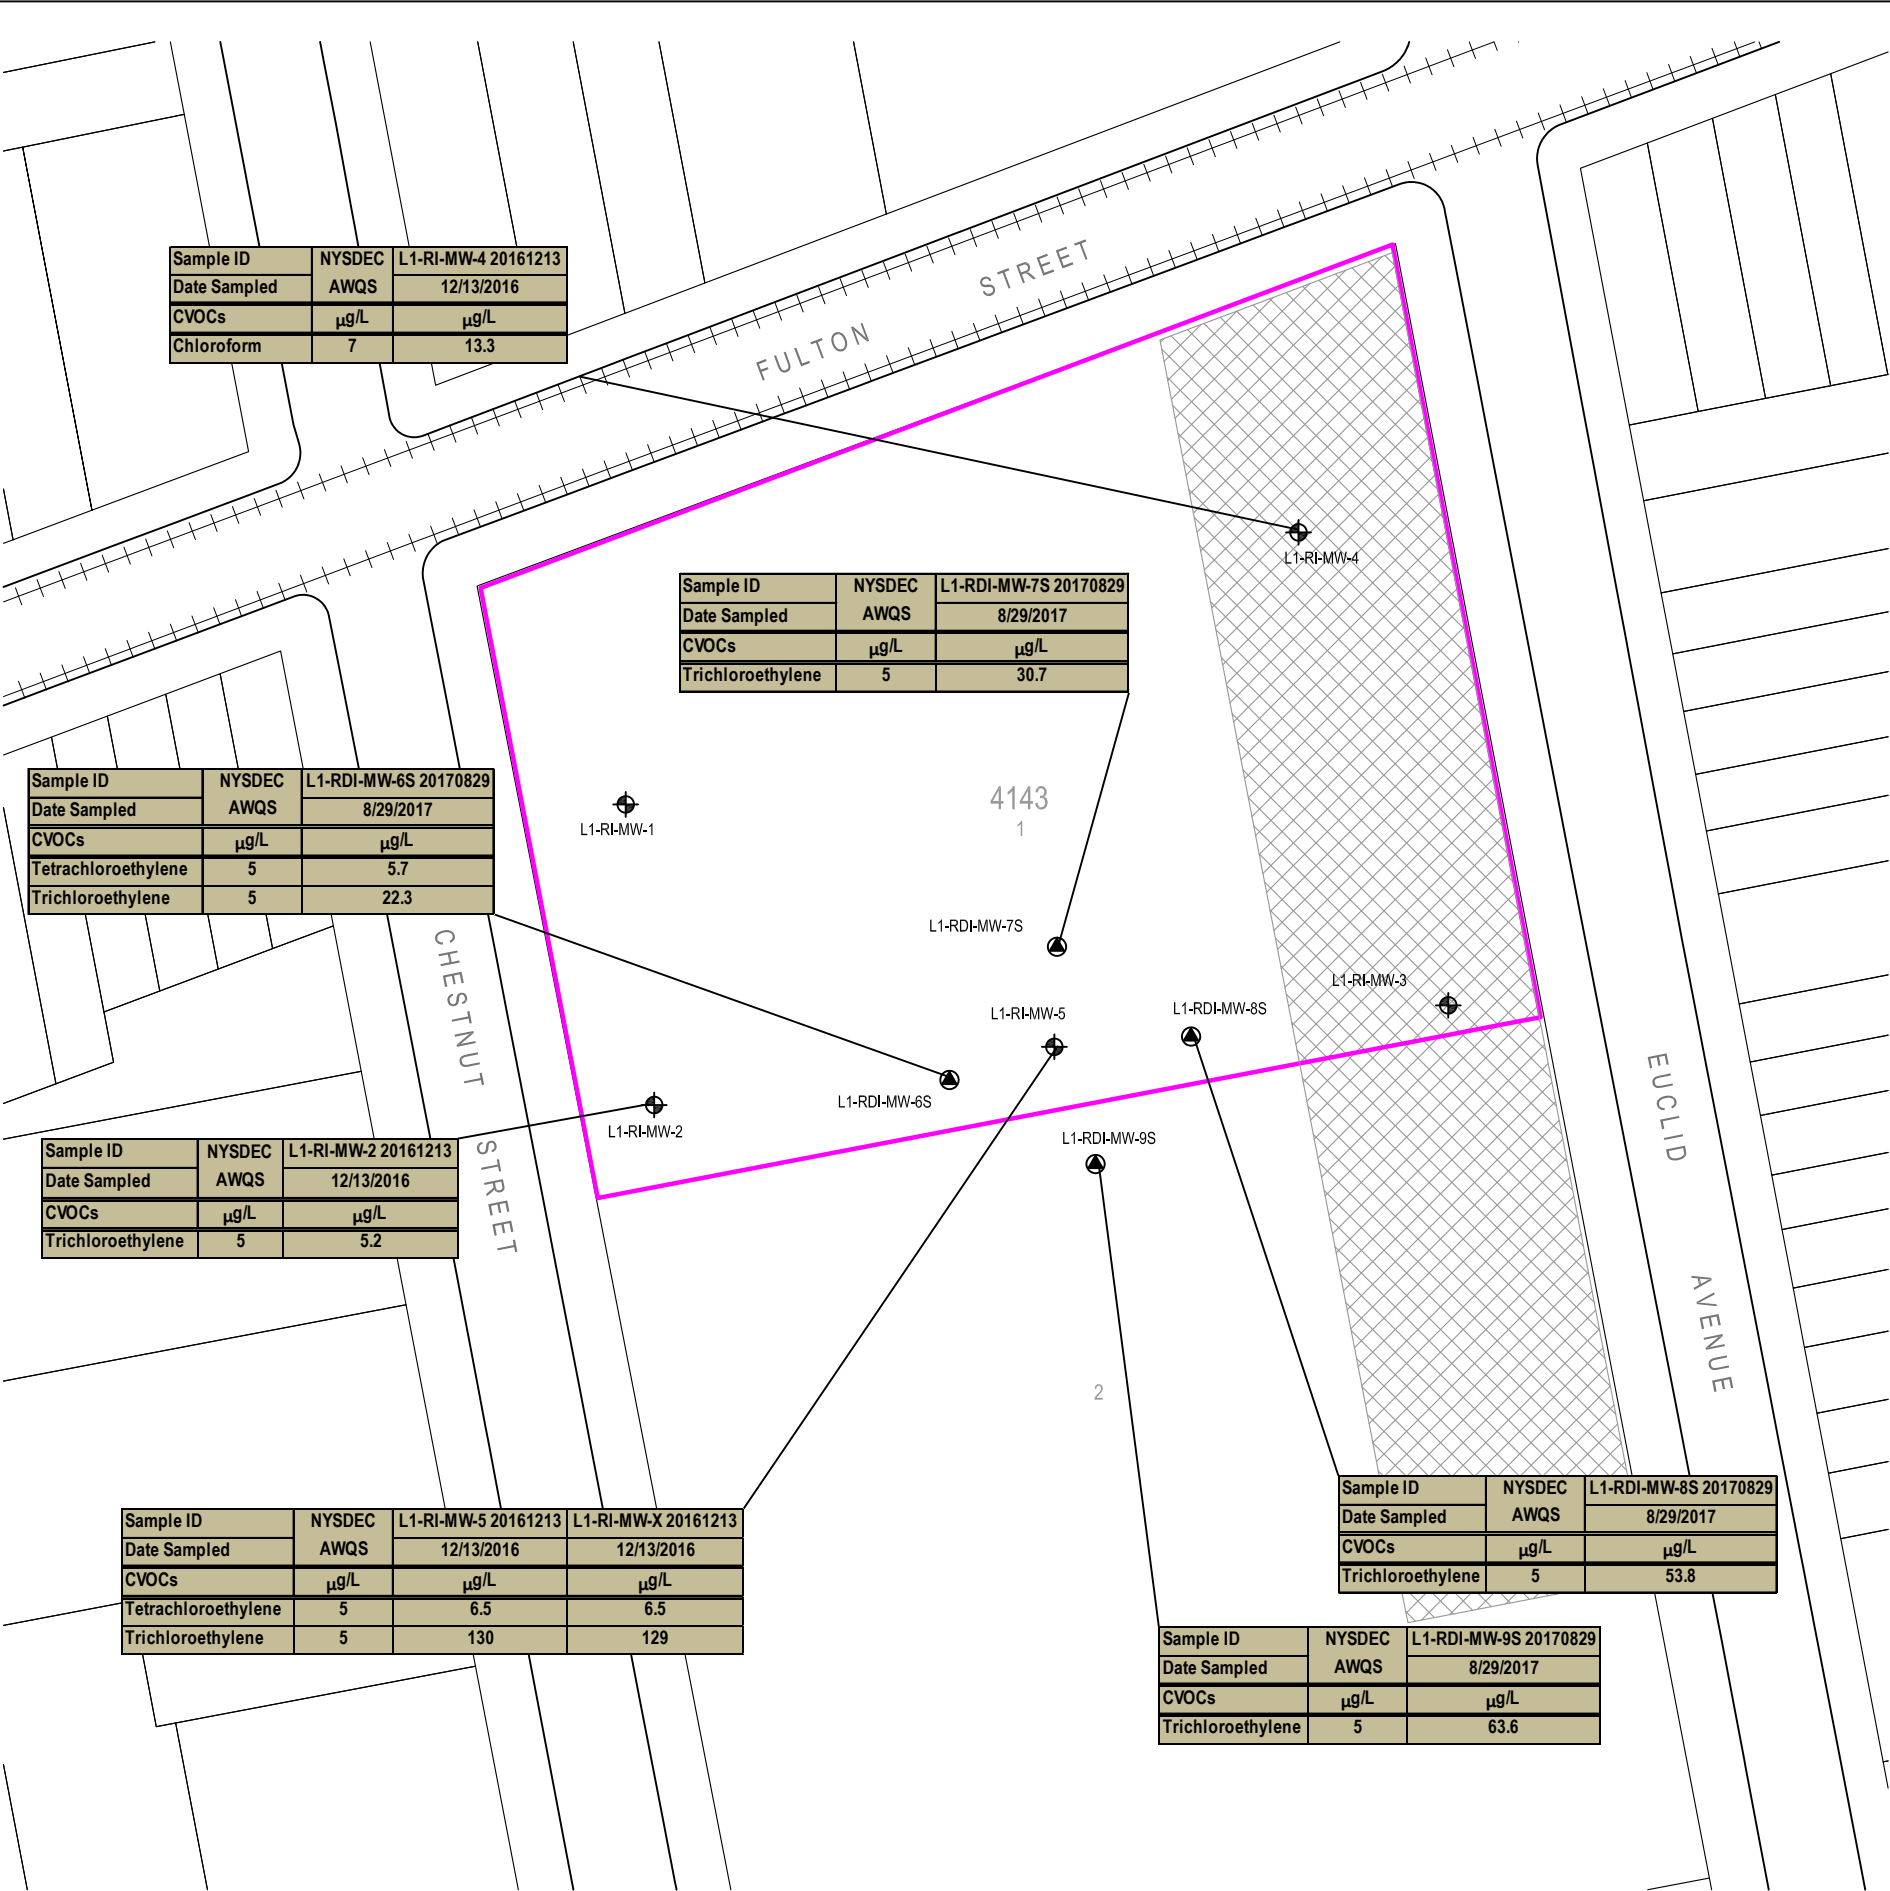 FULTON STREET
Sample ID NYSDEC AWQS L1-RI-MW-4 20161213
Date Sampled 12/13/2016
CVOCs µg/L µg/L
Chloroform 7 13.3
L1-RI-MW-4
Sample ID NYSDEC AWQS L1-RDI-MW-7S 20170829
Date Sampled 8/29/2017
CVOCs µg/L µg/L
Trichloroethylene 5 30.7
Sample ID NYSDEC AWQS L1-RDI-MW-6S 20170829
Date Sampled 8/29/2017
CVOCs µg/L µg/L
Tetrachloroethylene 5 5.7
Trichloroethylene 5 22.3
L1-RI-MW-1
4143
1
L1-RDI-MW-7S
L1-RI-MW-3
L1-RI-MW-5
L1-RDI-MW-8S
L1-RDI-MW-6S
L1-RI-MW-2
L1-RDI-MW-9S
CHESTNUT STREET
EUCLID AVENUE
Sample ID NYSDEC AWQS L1-RI-MW-2 20161213
Date Sampled 12/13/2016
CVOCs µg/L µg/L
Trichloroethylene 5 5.2
2
Sample ID NYSDEC AWQS L1-RI-MW-5 20161213 L1-RI-MW-X 20161213
Date Sampled 12/13/2016 12/13/2016
CVOCs µg/L µg/L µg/L
Tetrachloroethylene 5 6.5 6.5
Trichloroethylene 5 130 129
Sample ID NYSDEC AWQS L1-RDI-MW-8S 20170829
Date Sampled 8/29/2017
CVOCs µg/L µg/L
Trichloroethylene 5 53.8
Sample ID NYSDEC AWQS L1-RDI-MW-9S 20170829
Date Sampled 8/29/2017
CVOCs µg/L µg/L
Trichloroethylene 5 63.6